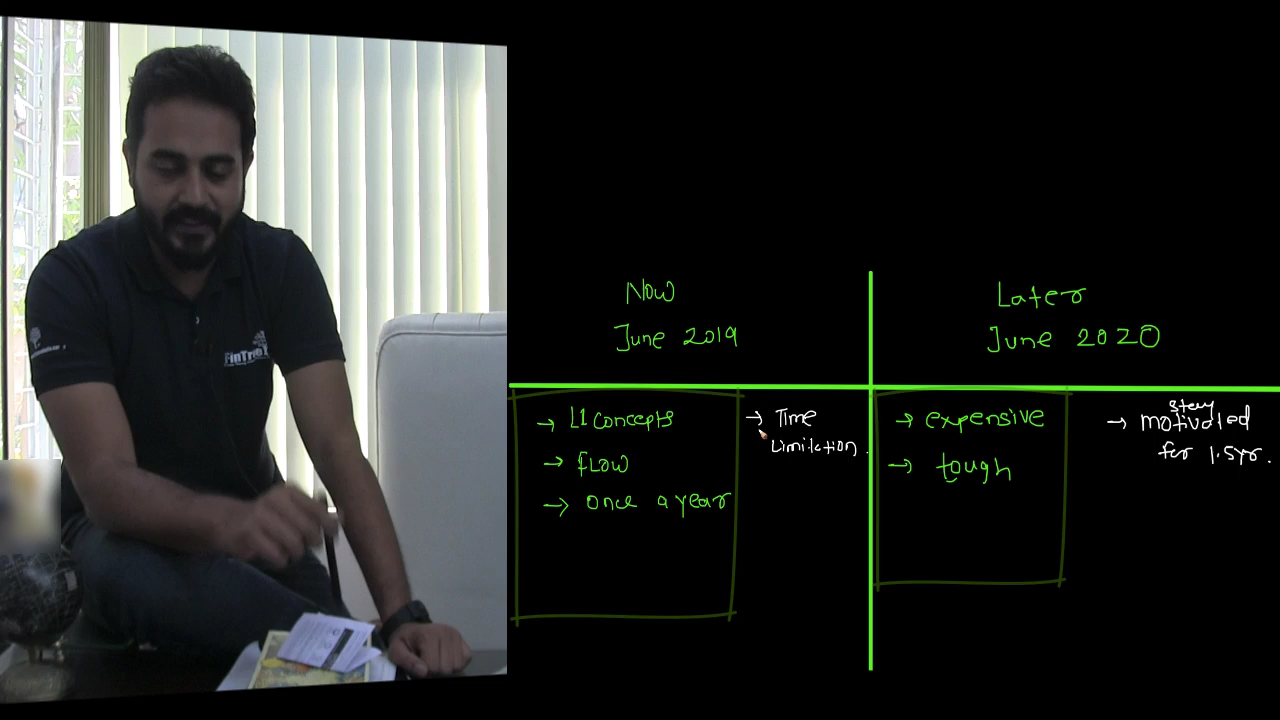 FinTree
Now
June 2019
Later
June 2020
→ L1 Concepts
→ FLOW
→ Once a year
→ Time
Limitation.
→ expensive
→ tough
→ stay motivated
for 1.5yr.